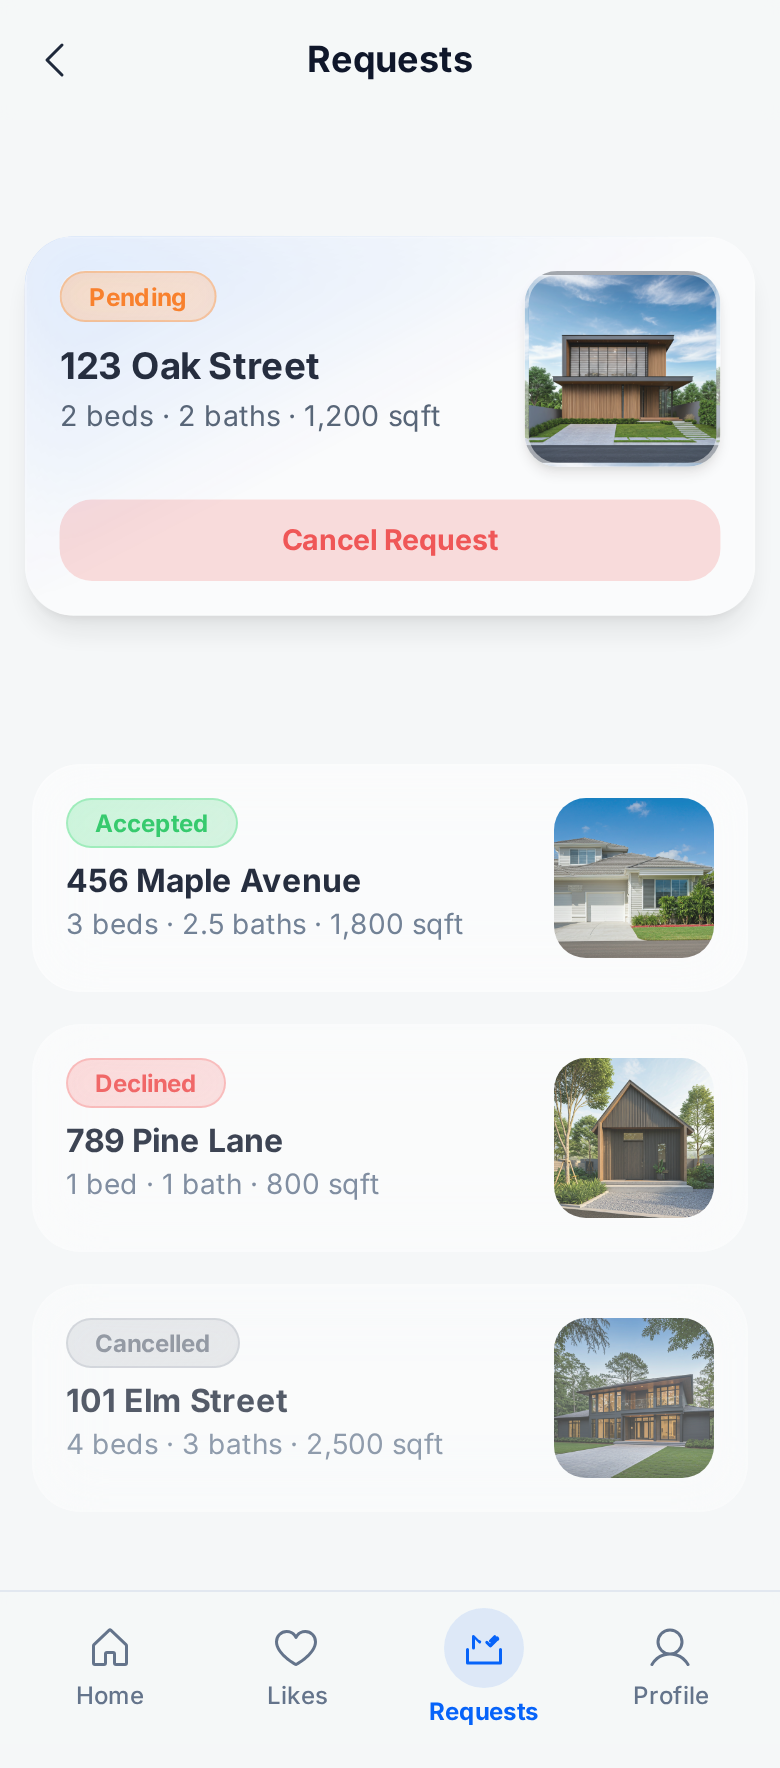 Requests
Pending
123 Oak Street
2 beds · 2 baths · 1,200 sqft
Cancel Request
Accepted
456 Maple Avenue
3 beds · 2.5 baths · 1,800 sqft
Declined
789 Pine Lane
1 bed · 1 bath · 800 sqft
Cancelled
101 Elm Street
4 beds · 3 baths · 2,500 sqft
Home
Likes
Requests
Profile